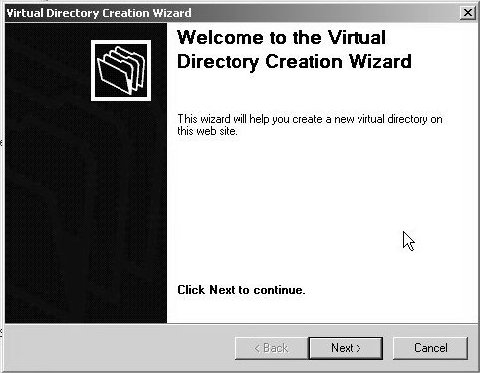 Virtual Directory Creation Wizard
Welcome to the Virtual
Directory Creation Wizard
This wizard will help you create a new virtual directory on
this web site.
Click Next to continue.
< Back
Next >
Cancel